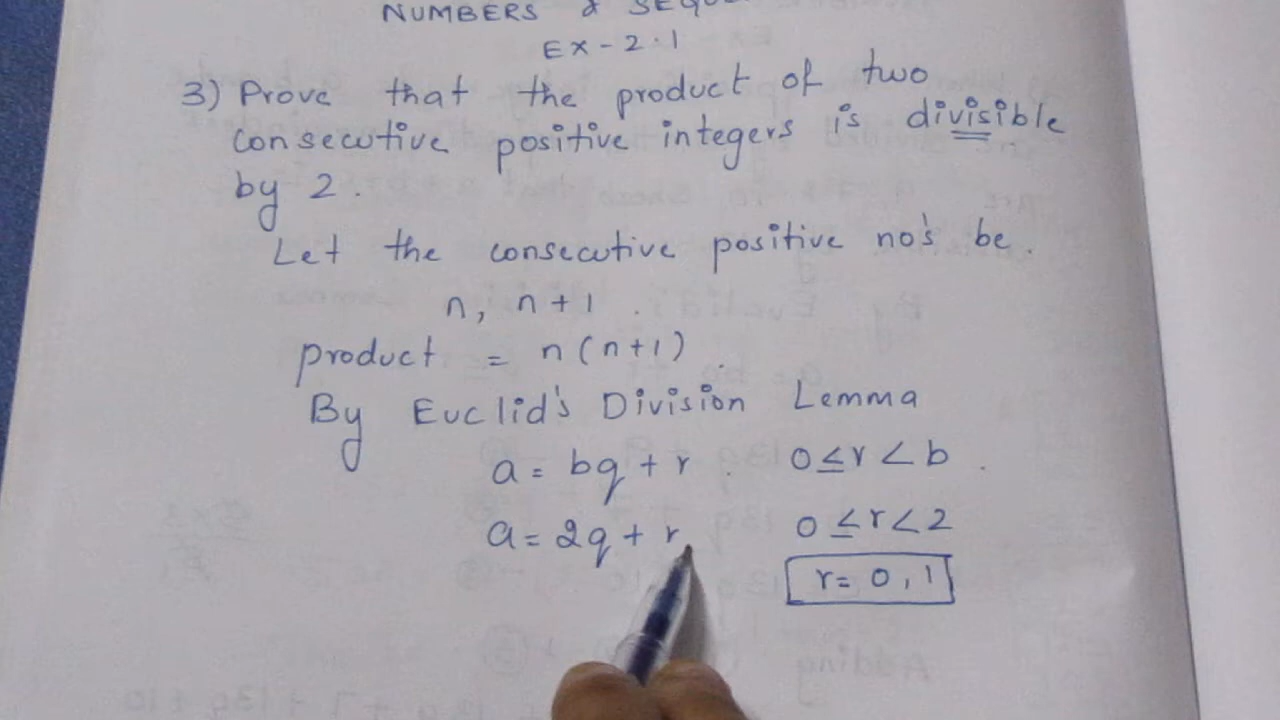 NUMBERS & SEQU
EX-2.1
3) Prove that the product of two
consecutive positive integers is divisible
by 2.
Let the consecutive positive no's be.
n, n+1.
product = n(n+1).
By Euclid's Division Lemma
a = bq + r. 0≤r<b.
a = 2q + r 0≤r<2
r = 0, 1